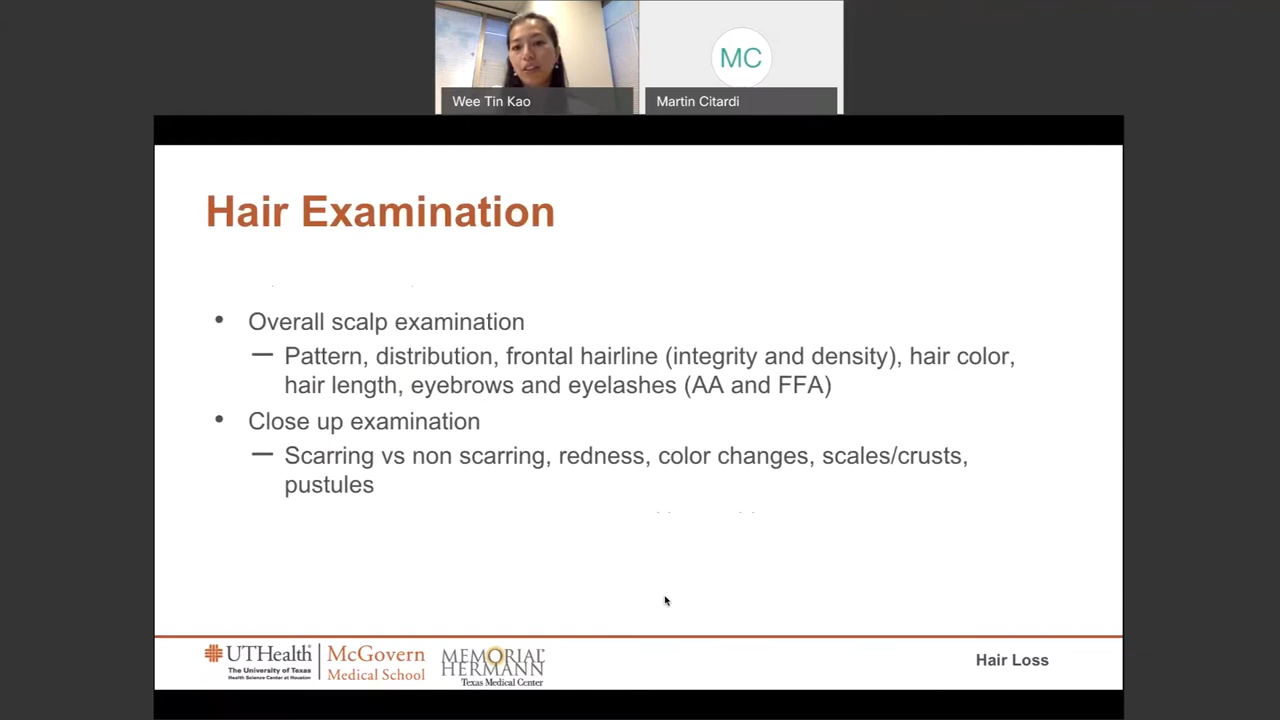 MC
Wee Tin Kao
Martin Citardi
Hair Examination
• Overall scalp examination
— Pattern, distribution, frontal hairline (integrity and density), hair color,
hair length, eyebrows and eyelashes (AA and FFA)
• Close up examination
— Scarring vs non scarring, redness, color changes, scales/crusts,
pustules
UTHealth
The University of Texas
Health Science Center at Houston
McGovern
Medical School
MEMORIAL
HERMANN
Texas Medical Center
Hair Loss